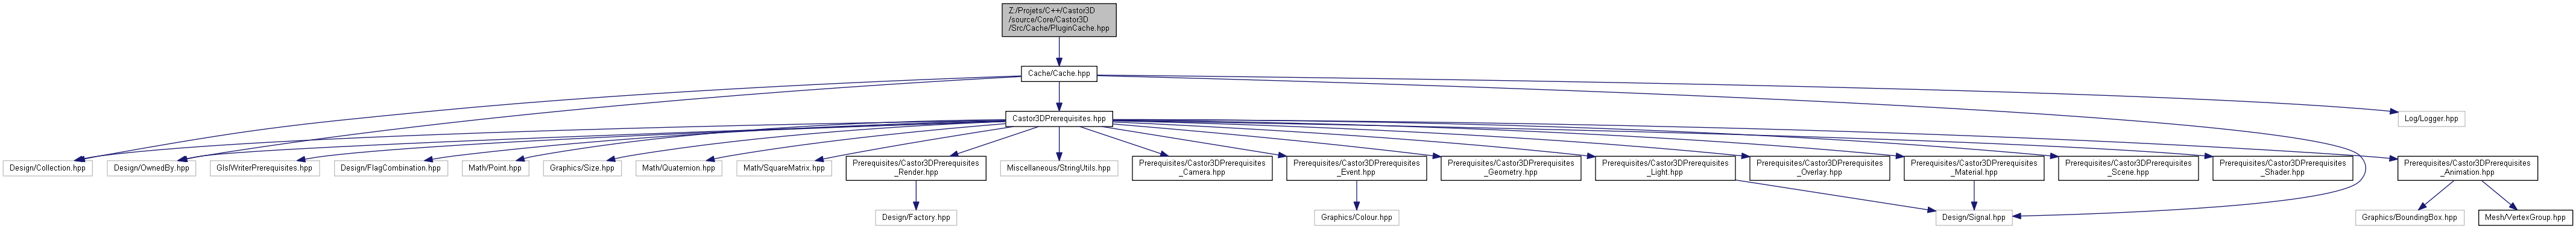 Z:/Projets/C++/Castor3D
/source/Core/Castor3D
/Src/Cache/PluginCache.hpp
Cache/Cache.hpp
Castor3DPrerequisites.hpp
Log/Logger.hpp
Design/Collection.hpp
Design/OwnedBy.hpp
GlslWriterPrerequisites.hpp
Design/FlagCombination.hpp
Math/Point.hpp
Graphics/Size.hpp
Math/Quaternion.hpp
Math/SquareMatrix.hpp
Prerequisites/Castor3DPrerequisites
_Render.hpp
Miscellaneous/StringUtils.hpp
Prerequisites/Castor3DPrerequisites
_Camera.hpp
Prerequisites/Castor3DPrerequisites
_Event.hpp
Prerequisites/Castor3DPrerequisites
_Geometry.hpp
Prerequisites/Castor3DPrerequisites
_Light.hpp
Prerequisites/Castor3DPrerequisites
_Overlay.hpp
Prerequisites/Castor3DPrerequisites
_Material.hpp
Prerequisites/Castor3DPrerequisites
_Scene.hpp
Prerequisites/Castor3DPrerequisites
_Shader.hpp
Prerequisites/Castor3DPrerequisites
_Animation.hpp
Design/Factory.hpp
Graphics/Colour.hpp
Design/Signal.hpp
Graphics/BoundingBox.hpp
Mesh/VertexGroup.hpp